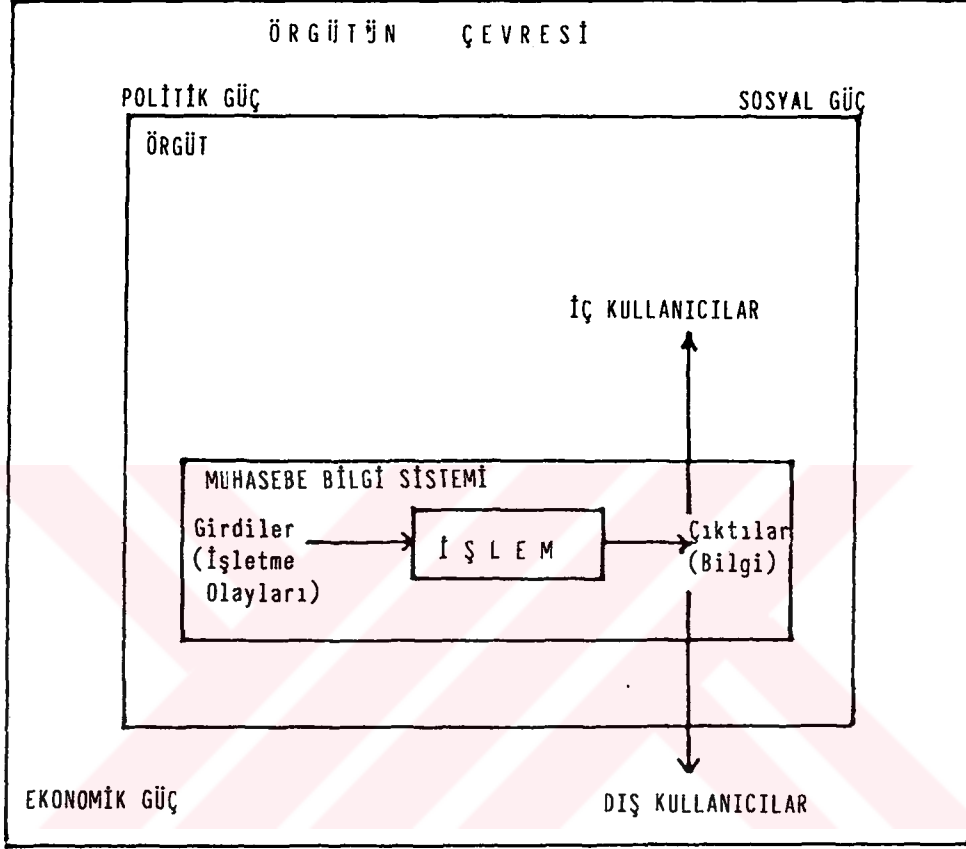 ÖRGÜTÜN ÇEVRESİ
POLİTİK GÜÇ
SOSYAL GÜÇ
ÖRGÜT
İÇ KULLANICILAR
MUHASEBE BİLGİ SİSTEMİ
Girdiler
(İşletme
Olayları)
İŞLEM
Çıktılar
(Bilgi)
EKONOMİK GÜÇ
DIŞ KULLANICILAR